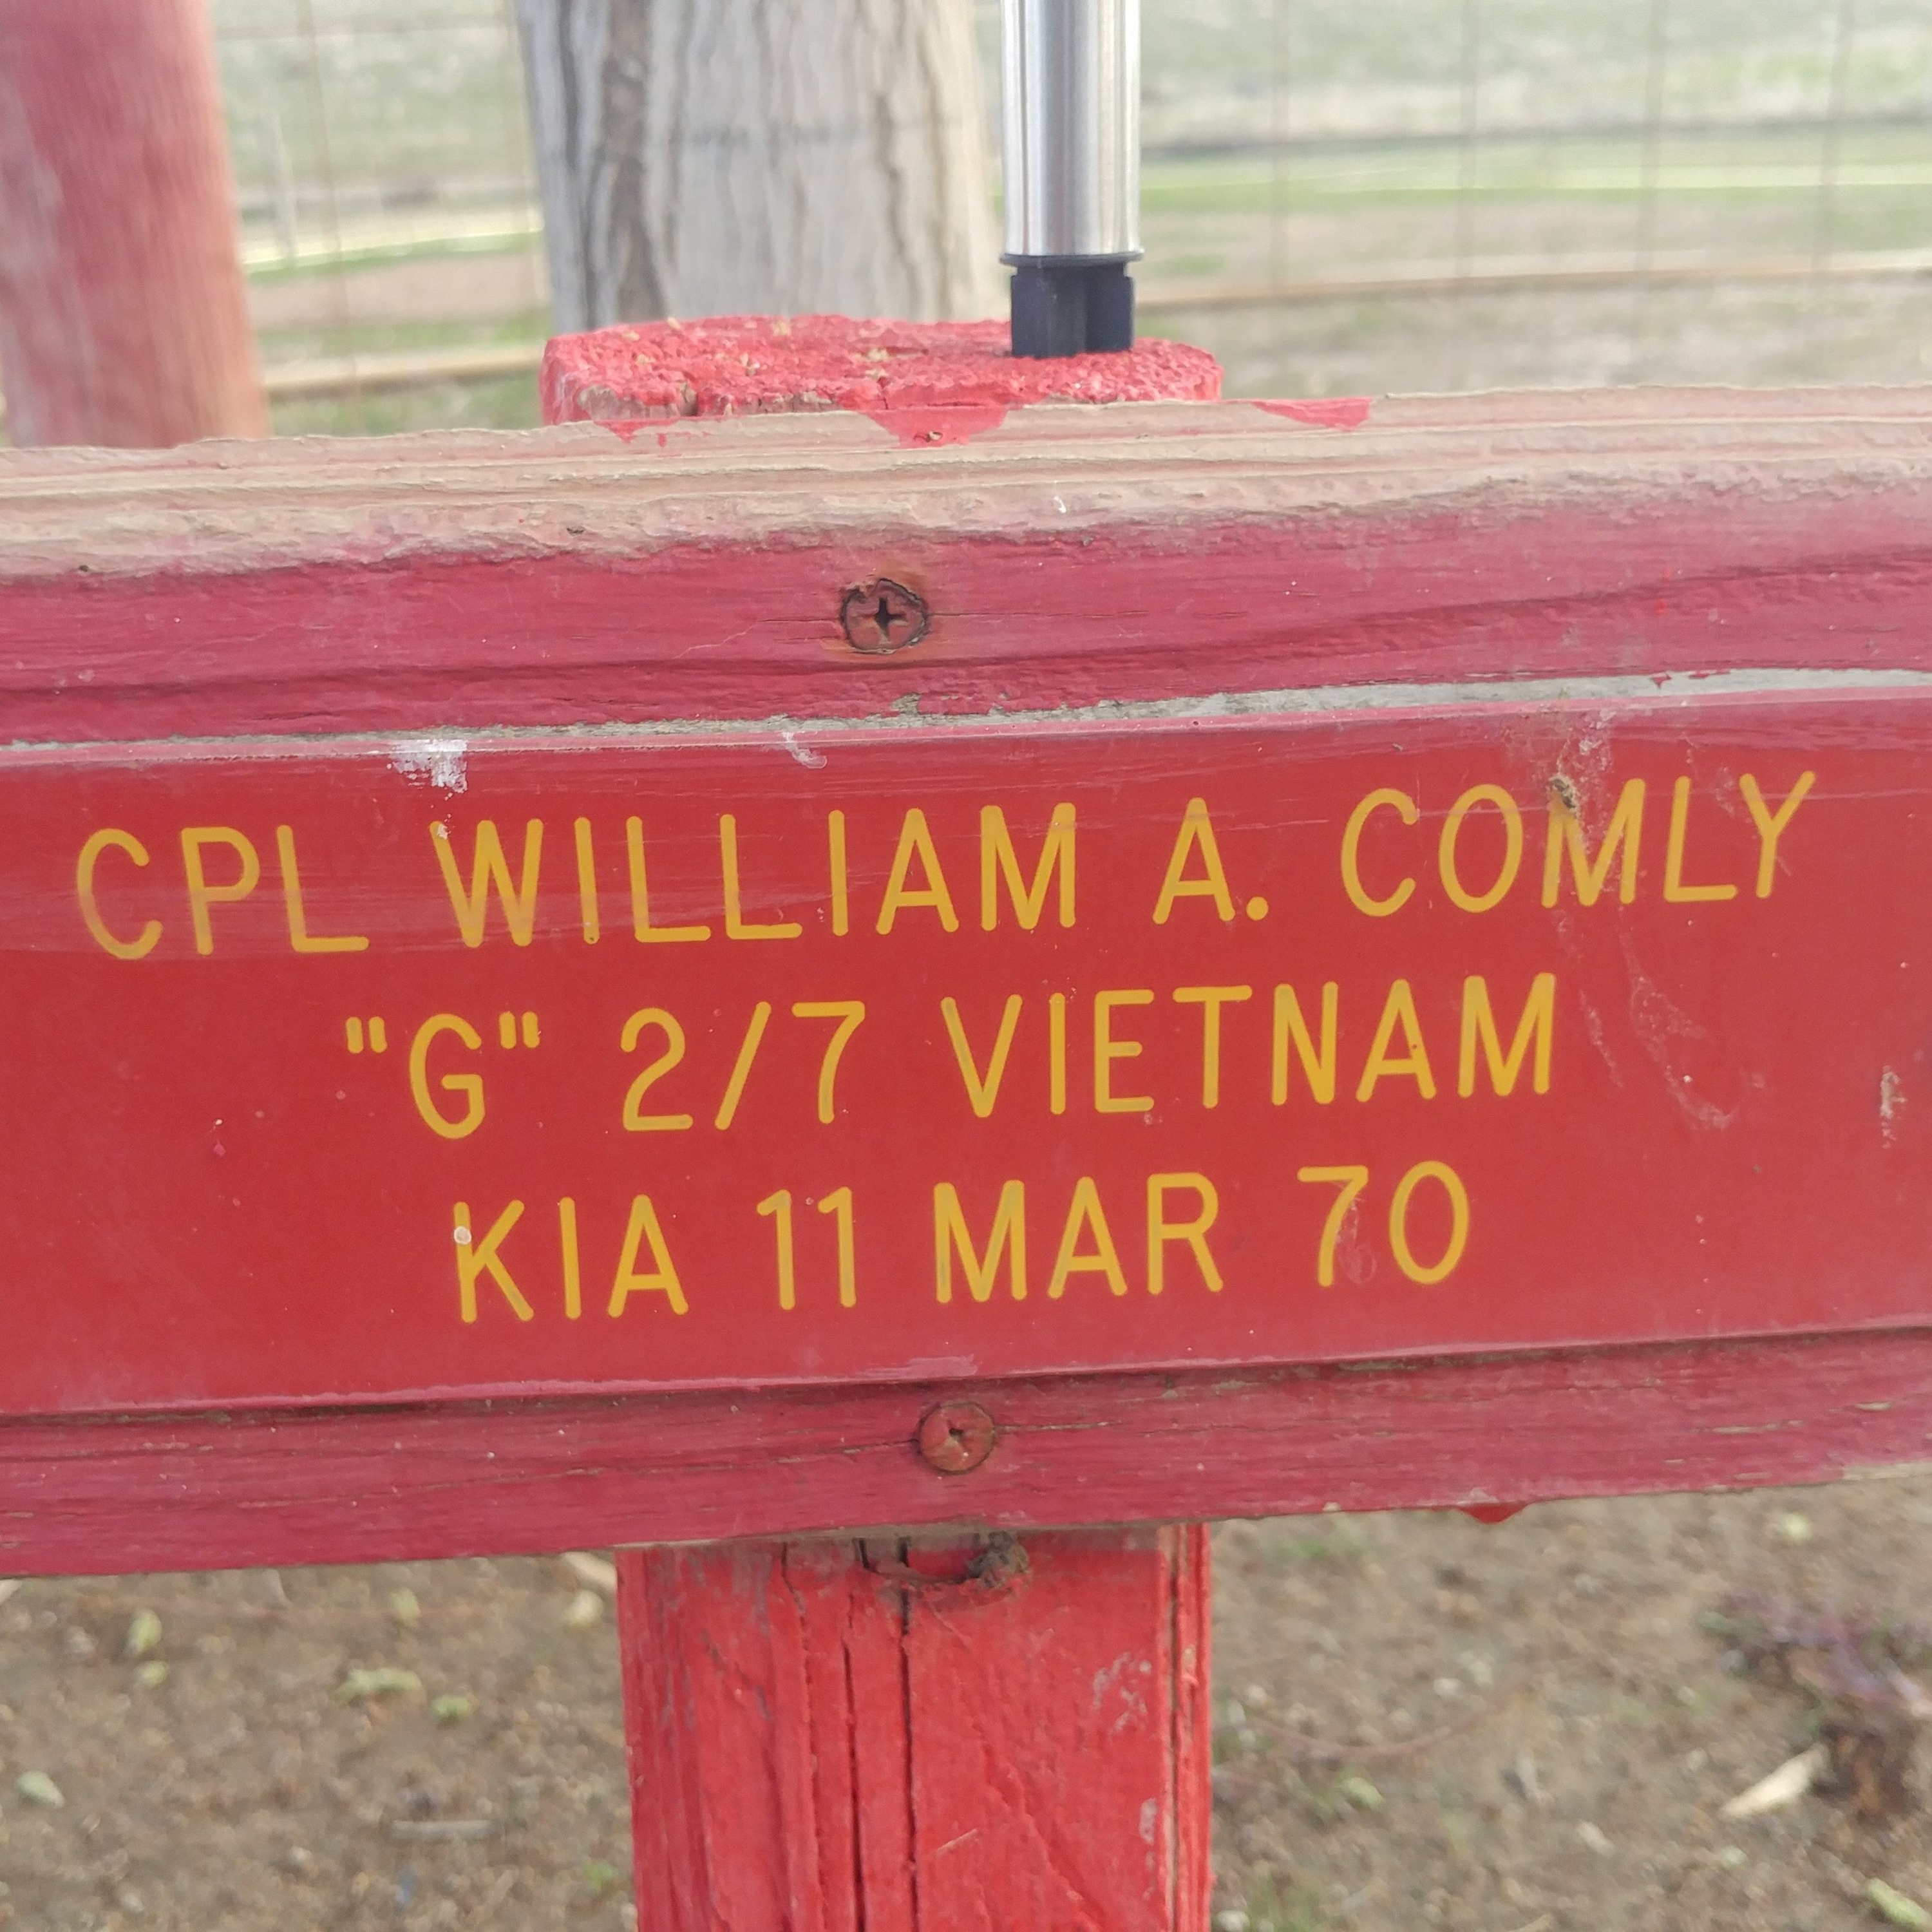 CPL WILLIAM A. COMLY
"G" 2/7 VIETNAM
KIA 11 MAR 70